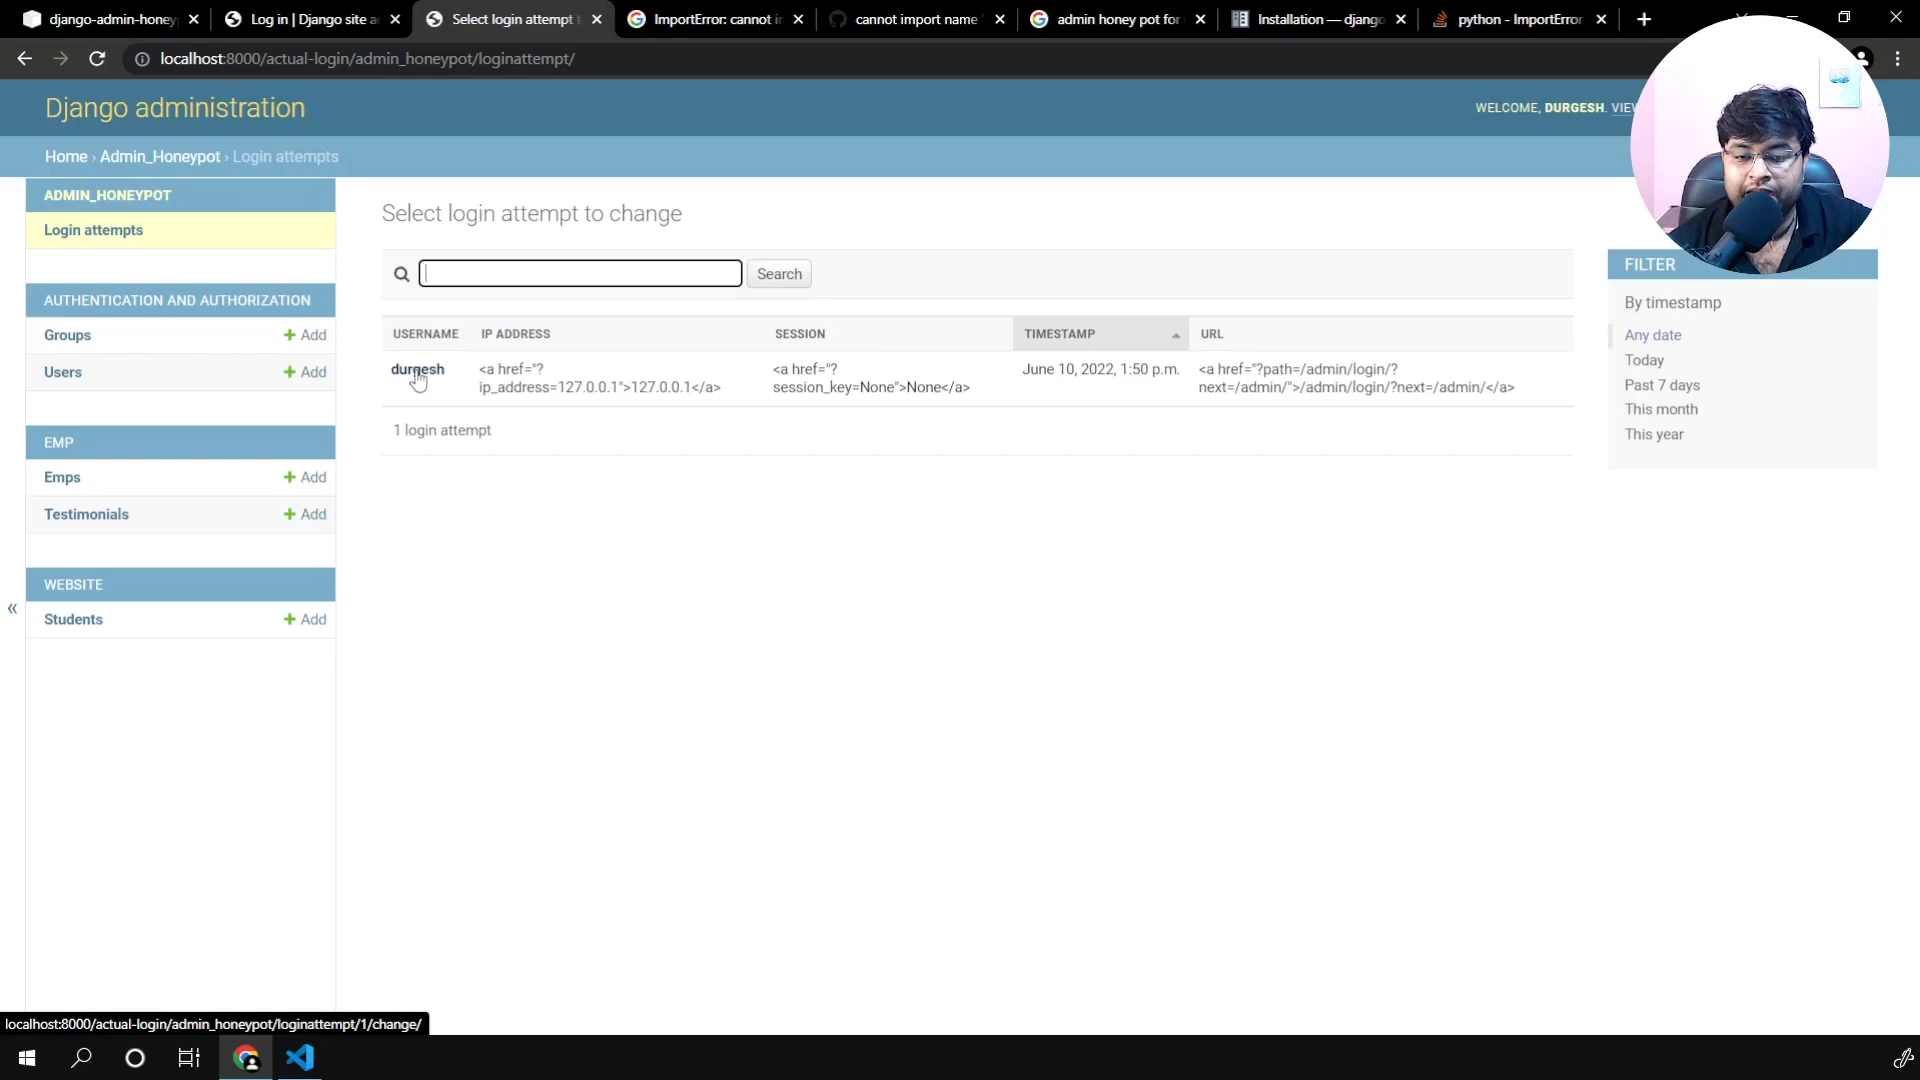 django-admin-honey
Log in | Django site a
Select login attempt t
ImportError: cannot i
cannot import name '
admin honey pot for
Installation — django
python - ImportError
localhost:8000/actual-login/admin_honeypot/loginattempt/
Django administration
WELCOME, DURGESH. VIEW
Home › Admin_Honeypot › Login attempts
ADMIN_HONEYPOT
Login attempts
AUTHENTICATION AND AUTHORIZATION
Groups + Add
Users + Add
EMP
Emps + Add
Testimonials + Add
WEBSITE
Students + Add
«
Select login attempt to change
Search
USERNAME IP ADDRESS SESSION TIMESTAMP URL
durgesh <a href="? <a href="? June 10, 2022, 1:50 p.m. <a href="?path=/admin/login/?
ip_address=127.0.0.1">127.0.0.1</a> session_key=None">None</a> next=/admin/">/admin/login/?next=/admin/</a>
1 login attempt
FILTER
By timestamp
Any date
Today
Past 7 days
This month
This year
localhost:8000/actual-login/admin_honeypot/loginattempt/1/change/